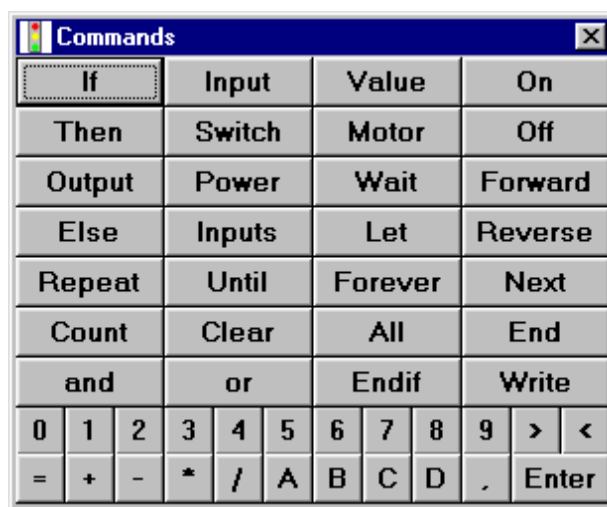 Commands
If Input Value On
Then Switch Motor Off
Output Power Wait Forward
Else Inputs Let Reverse
Repeat Until Forever Next
Count Clear All End
and or Endif Write
0 1 2 3 4 5 6 7 8 9 > <
= + - * / A B C D , Enter